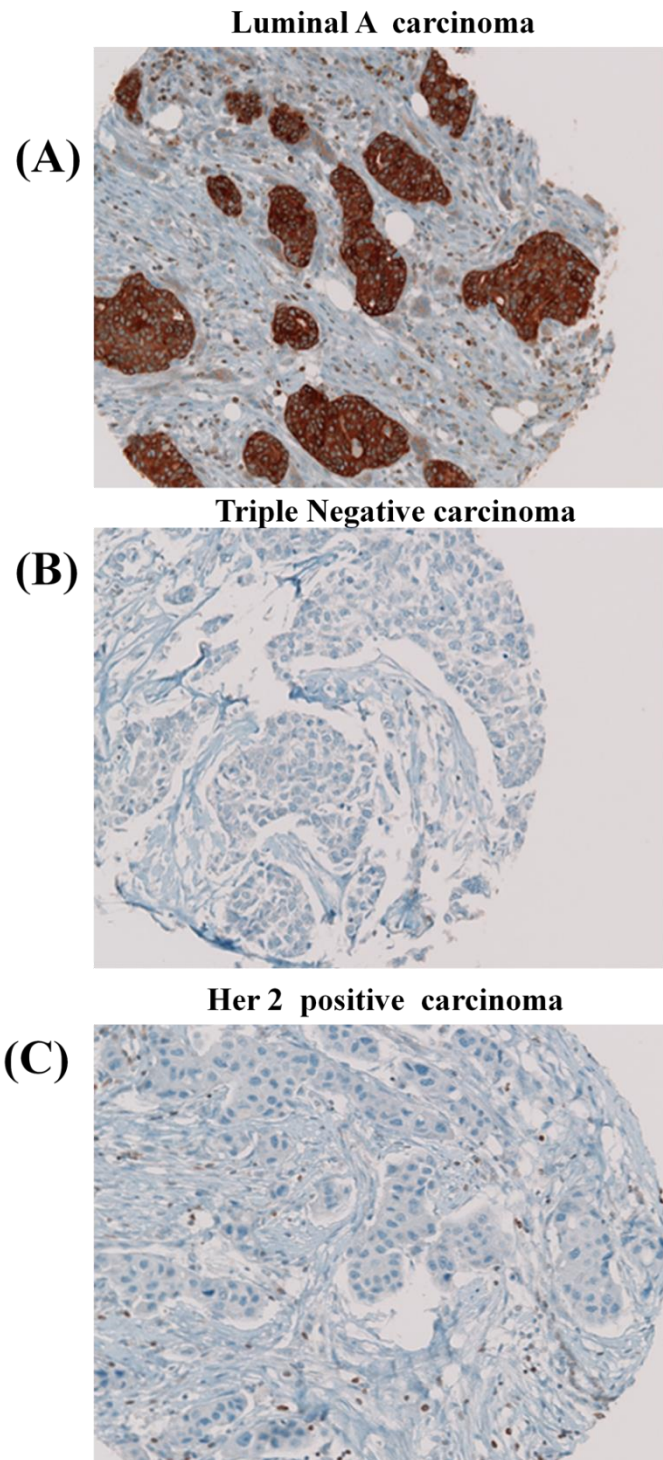 Luminal A carcinoma
(A)
Triple Negative carcinoma
(B)
Her 2 positive carcinoma
(C)